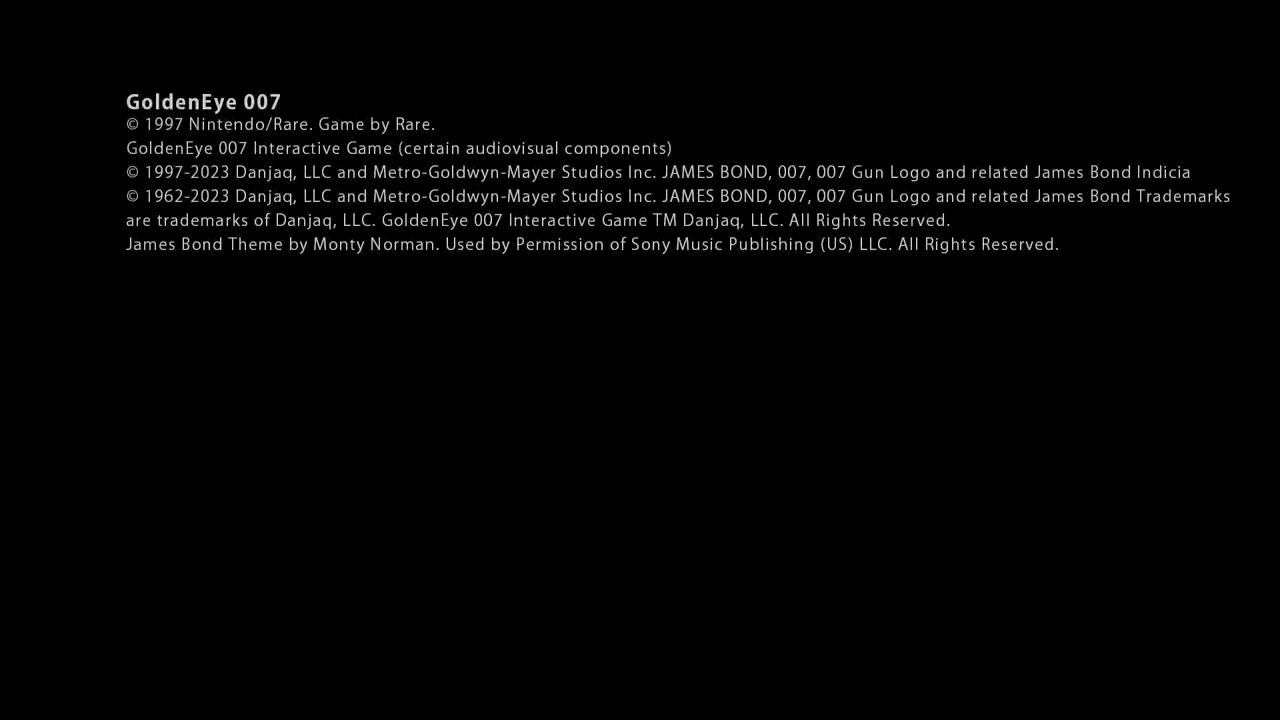 GoldenEye 007
© 1997 Nintendo/Rare. Game by Rare.
GoldenEye 007 Interactive Game (certain audiovisual components)
© 1997-2023 Danjaq, LLC and Metro-Goldwyn-Mayer Studios Inc. JAMES BOND, 007, 007 Gun Logo and related James Bond Indicia
© 1962-2023 Danjaq, LLC and Metro-Goldwyn-Mayer Studios Inc. JAMES BOND, 007, 007 Gun Logo and related James Bond Trademarks
are trademarks of Danjaq, LLC. GoldenEye 007 Interactive Game TM Danjaq, LLC. All Rights Reserved.
James Bond Theme by Monty Norman. Used by Permission of Sony Music Publishing (US) LLC. All Rights Reserved.